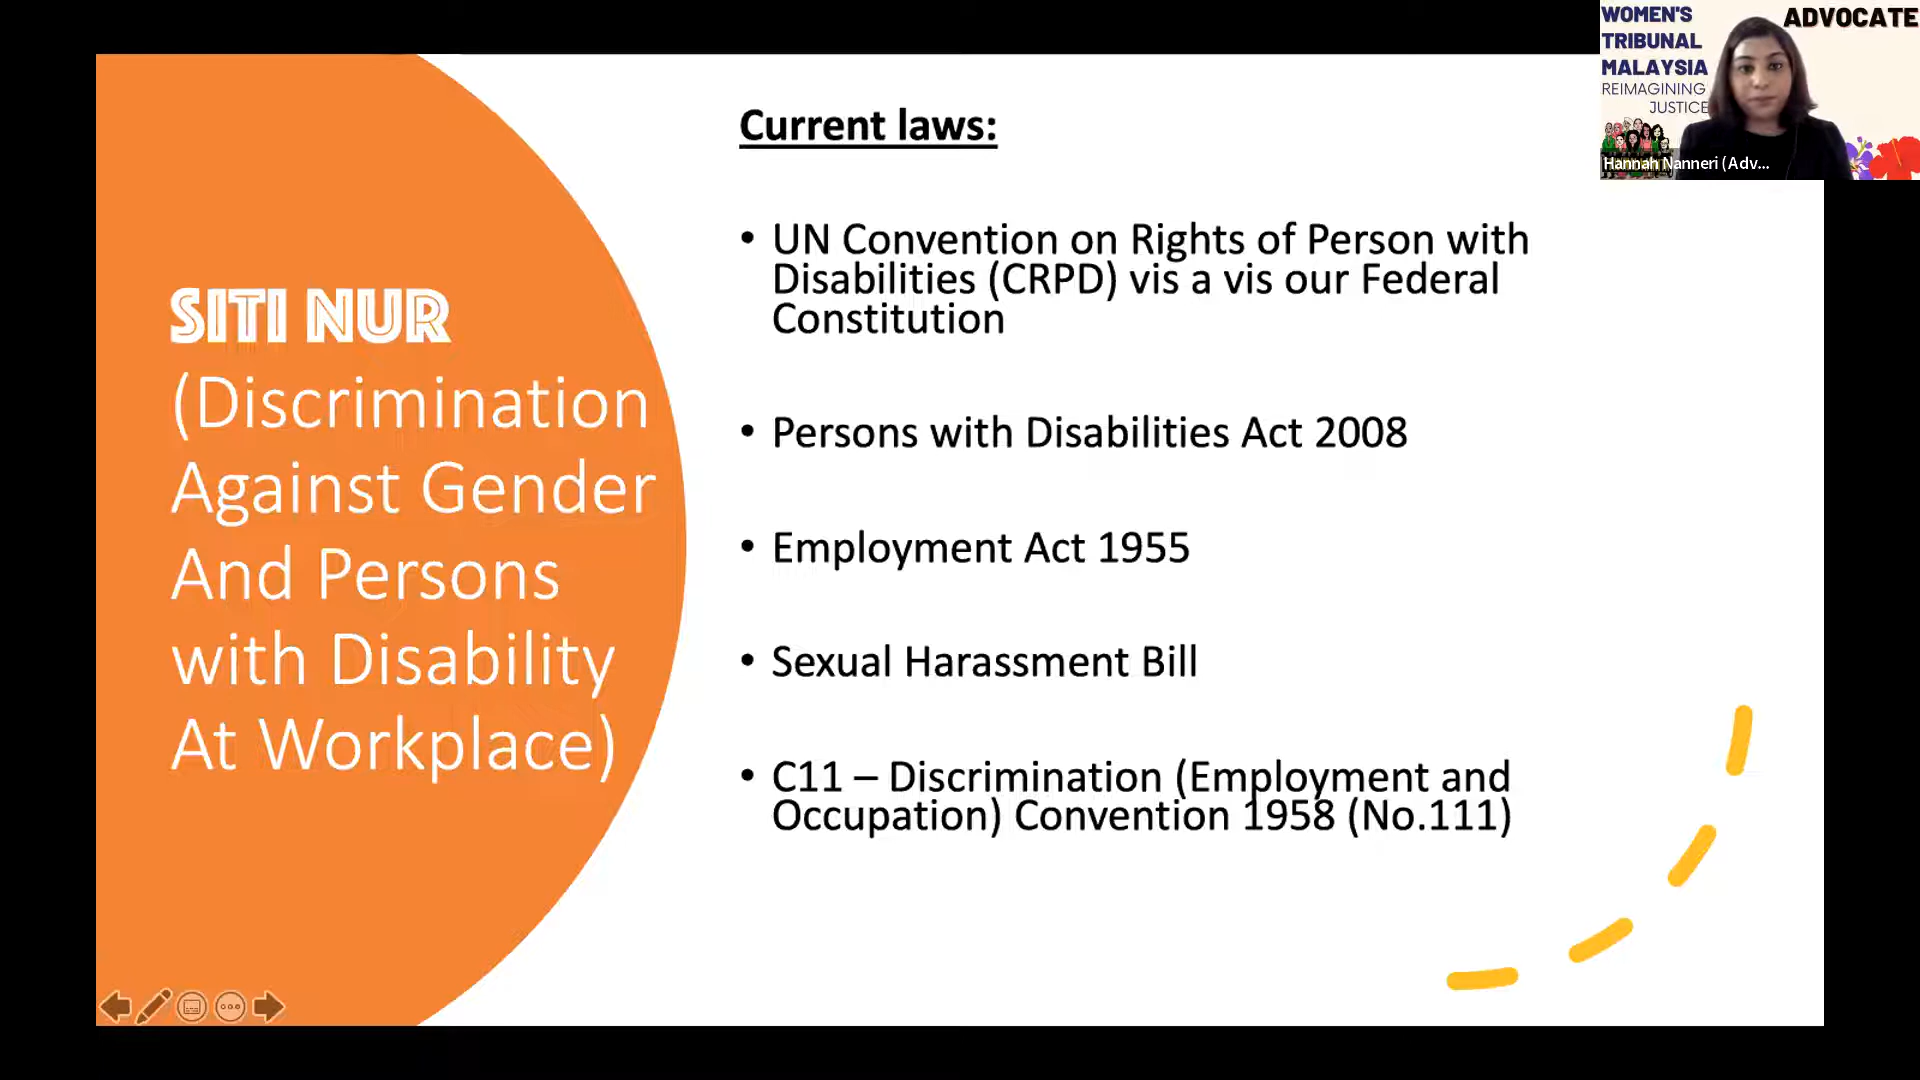 SITI NUR
(Discrimination
Against Gender
And Persons
with Disability
At Workplace)
Current laws:
• UN Convention on Rights of Person with
Disabilities (CRPD) vis a vis our Federal
Constitution
• Persons with Disabilities Act 2008
• Employment Act 1955
• Sexual Harassment Bill
• C11 – Discrimination (Employment and
Occupation) Convention 1958 (No.111)
WOMEN'S
TRIBUNAL
MALAYSIA
REIMAGINING
JUSTICE
ADVOCATE
Hannah Nanneri (Adv...